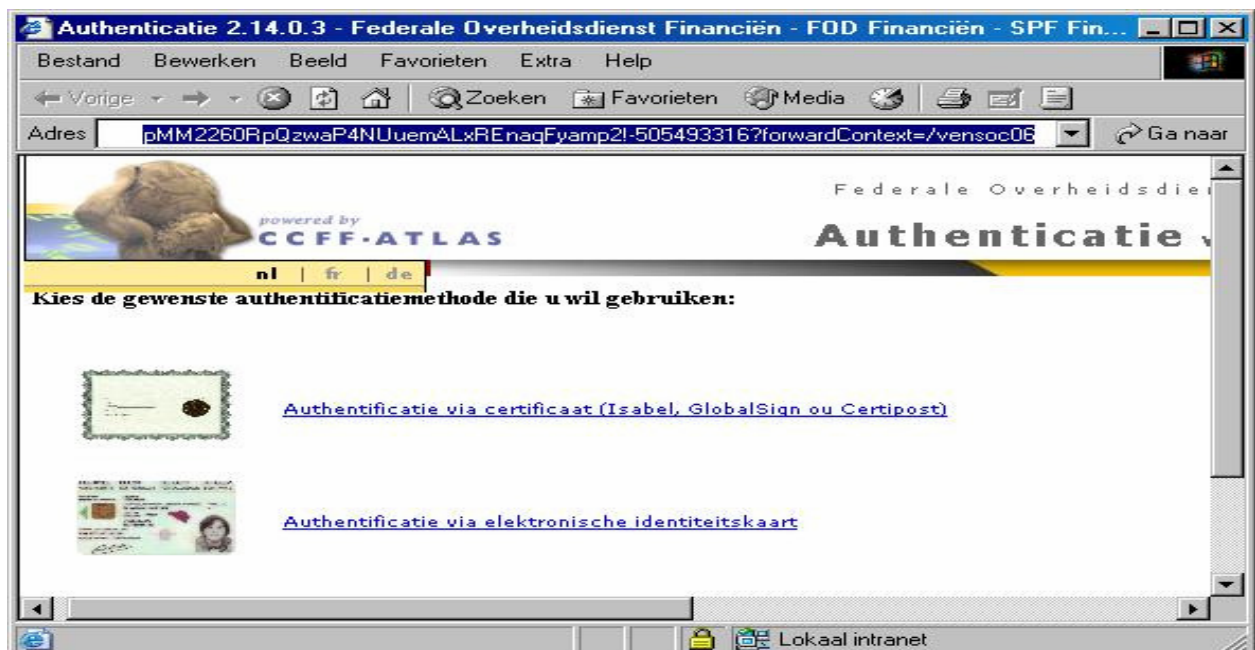 Authenticatie 2.14.0.3 - Federale Overheidsdienst Financiën - FOD Financiën - SPF Fin...
Bestand Bewerken Beeld Favorieten Extra Help
Vorige Zoeken Favorieten Media
Adres pMM2260RpQzwaP4NUuemALxREnaqFyamp2!-505493316?forwardContext=/vensoc06 Ga naar
Federale Overheidsdie
powered by
CCFF-ATLAS
Authenticatie
nl | fr | de
Kies de gewenste authentificatiemethode die u wil gebruiken:
Authentificatie via certificaat (Isabel, GlobalSign ou Certipost)
Authentificatie via elektronische identiteitskaart
Lokaal intranet